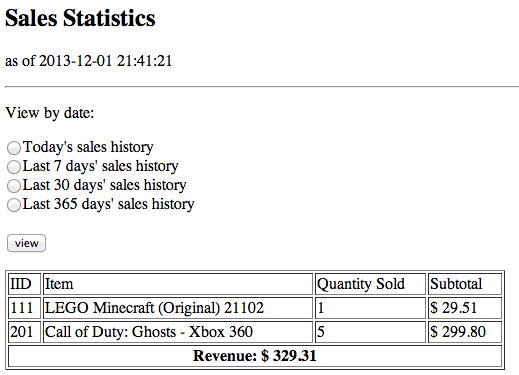 Sales Statistics
as of 2013-12-01 21:41:21
View by date:
Today's sales history
Last 7 days' sales history
Last 30 days' sales history
Last 365 days' sales history
view
IID Item Quantity Sold Subtotal
111 LEGO Minecraft (Original) 21102 1 $ 29.51
201 Call of Duty: Ghosts - Xbox 360 5 $ 299.80
Revenue: $ 329.31